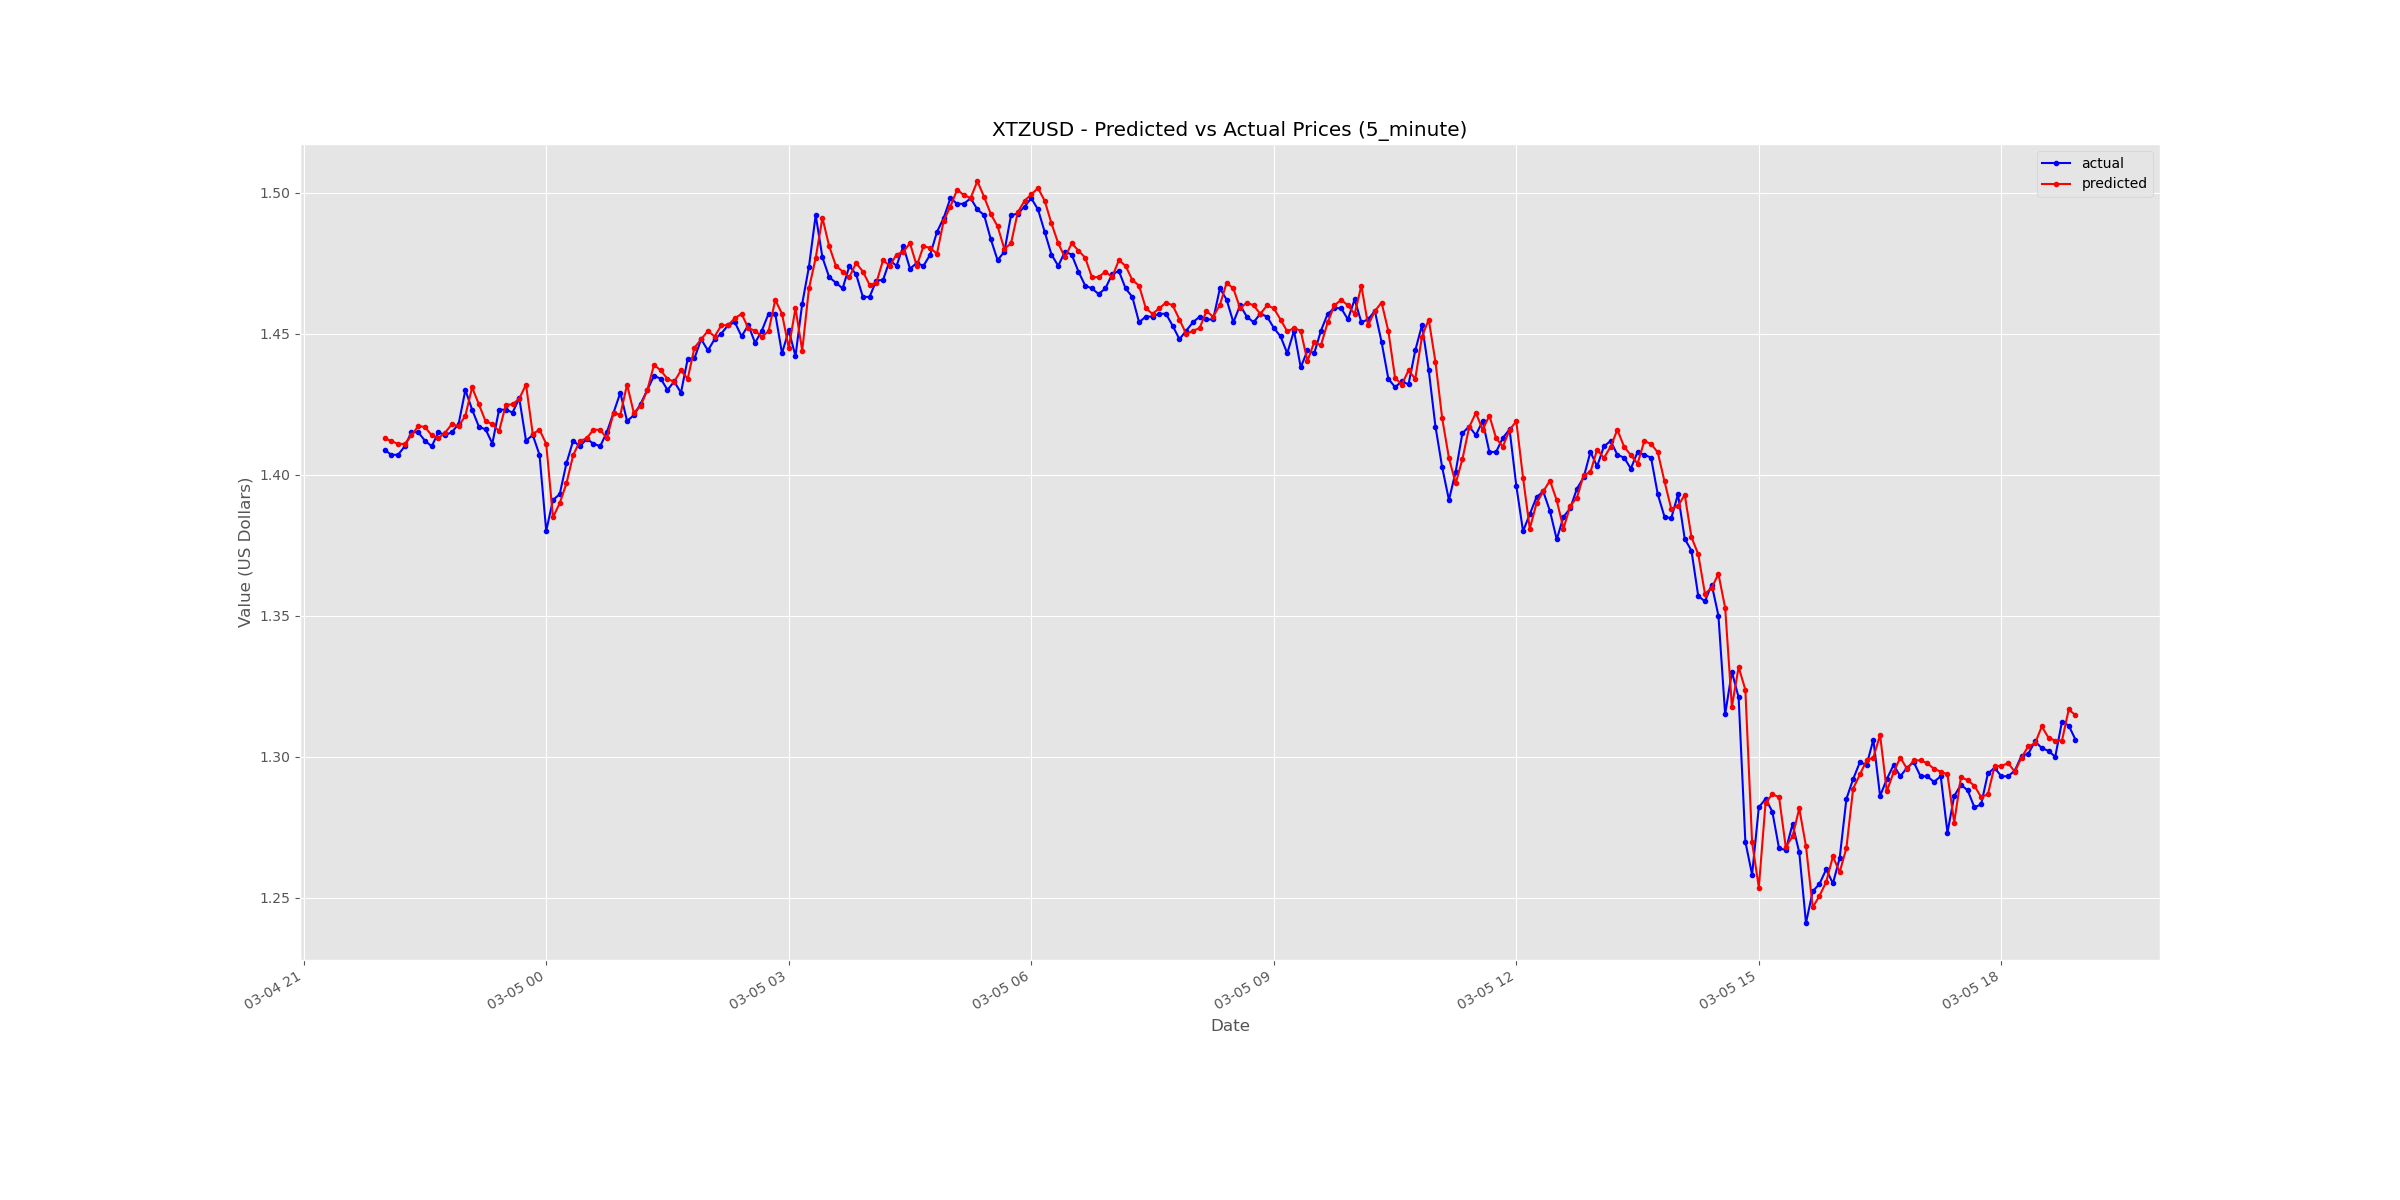 XTZUSD - Predicted vs Actual Prices (5_minute)
actual
predicted
Value (US Dollars)
1.50
1.45
1.40
1.35
1.30
1.25
03-04 21
03-05 00
03-05 03
03-05 06
03-05 09
03-05 12
03-05 15
03-05 18
Date